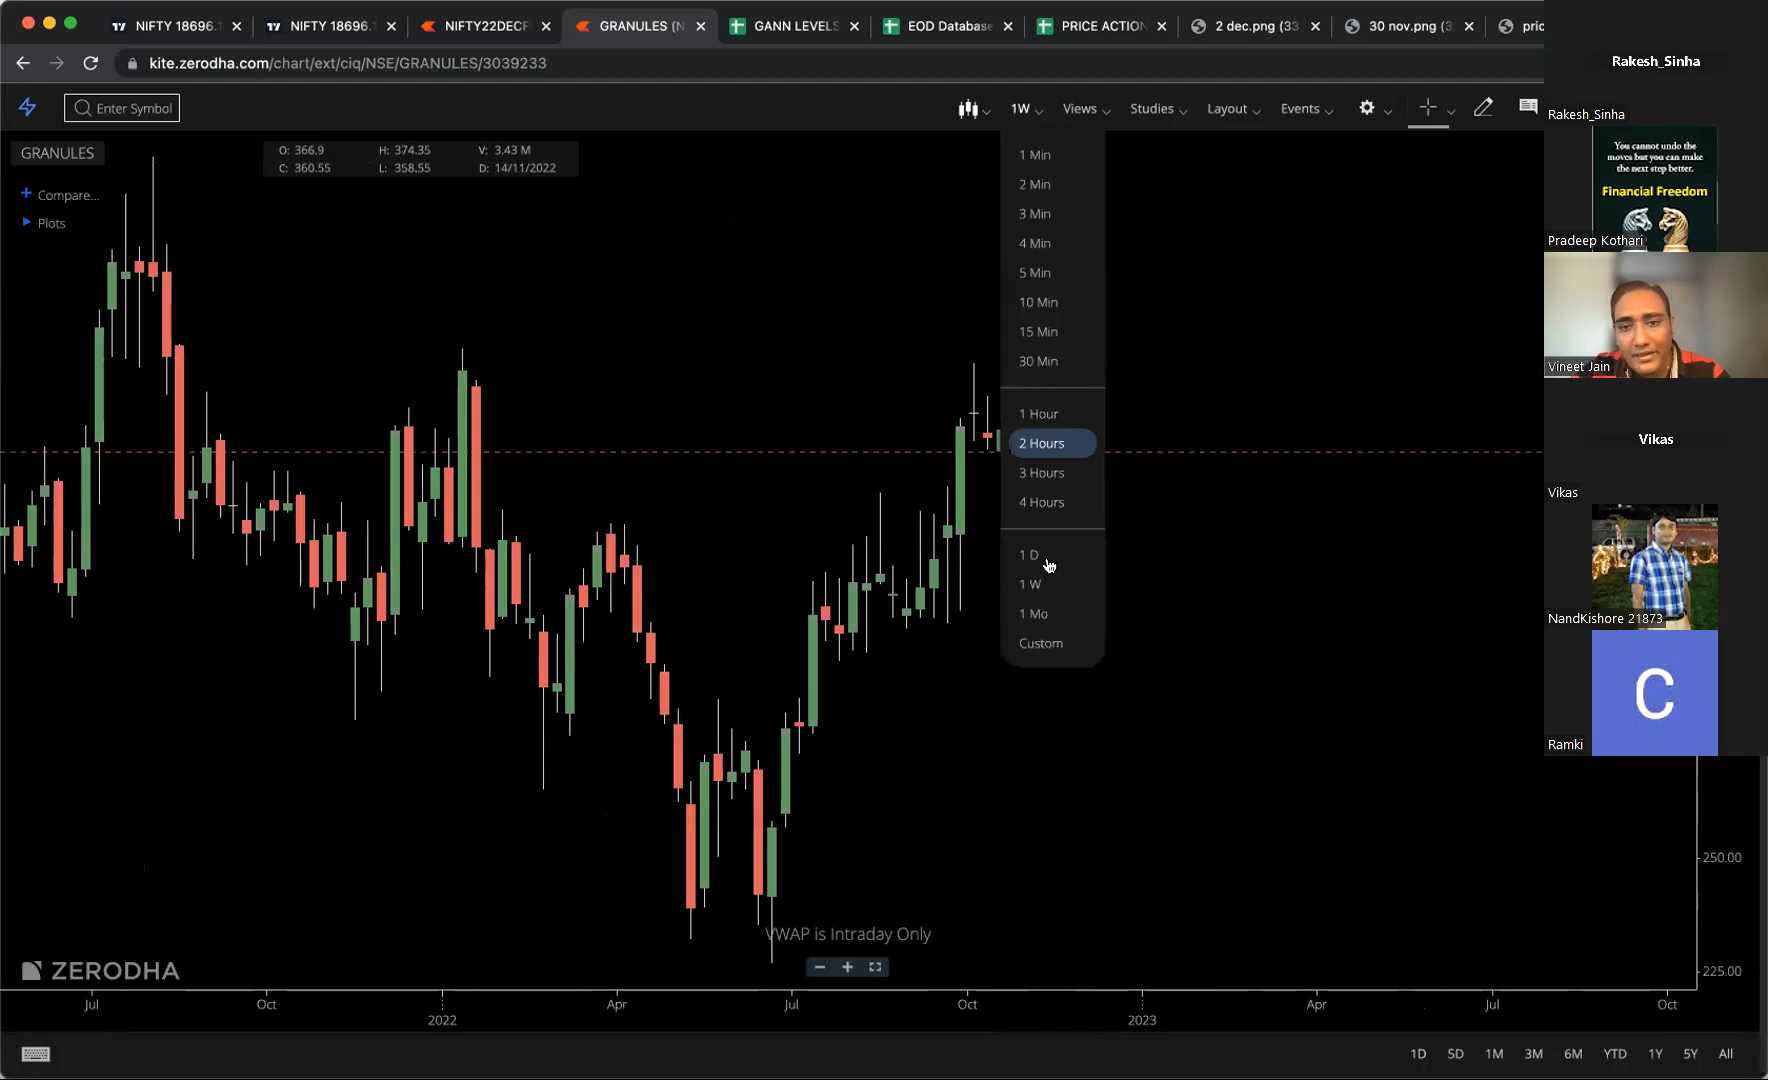 NIFTY 18696.
NIFTY 18696.
NIFTY22DECF
GRANULES (N
GANN LEVELS
EOD Database
PRICE ACTION
2 dec.png (33
30 nov.png (3
pric
kite.zerodha.com/chart/ext/ciq/NSE/GRANULES/3039233
Enter Symbol
1W
Views
Studies
Layout
Events
GRANULES
O: 366.9
H: 374.35
V: 3.43 M
C: 360.55
L: 358.55
D: 14/11/2022
Compare...
Plots
1 Min
2 Min
3 Min
4 Min
5 Min
10 Min
15 Min
30 Min
1 Hour
2 Hours
3 Hours
4 Hours
1 D
1 W
1 Mo
Custom
VWAP is Intraday Only
ZERODHA
250.00
225.00
Jul
Oct
2022
Apr
Jul
Oct
2023
Apr
Jul
Oct
1D
5D
1M
3M
6M
YTD
1Y
5Y
All
Rakesh_Sinha
Rakesh_Sinha
You cannot undo the
moves but you can make
the next step better.
Financial Freedom
Pradeep Kothari
Vineet Jain
Vikas
Vikas
NandKishore 21873
C
Ramki